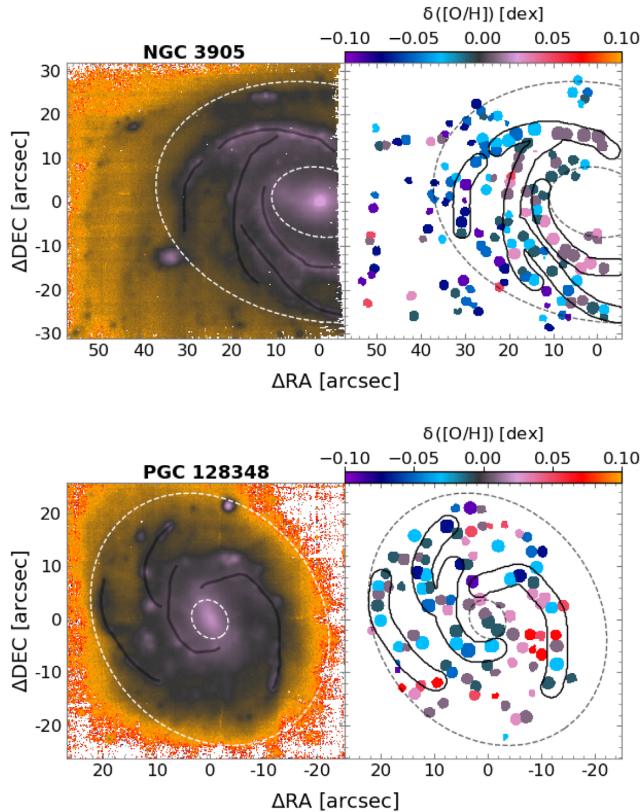 δ([O/H]) [dex]
NGC 3905
−0.10 −0.05 0.00 0.05 0.10
30
20
10
0
-10
-20
-30
ΔDEC [arcsec]
50 40 30 20 10 0 50 40 30 20 10 0
ΔRA [arcsec]
δ([O/H]) [dex]
PGC 128348
−0.10 −0.05 0.00 0.05 0.10
20
10
0
-10
-20
ΔDEC [arcsec]
20 10 0 -10 -20 20 10 0 -10 -20
ΔRA [arcsec]